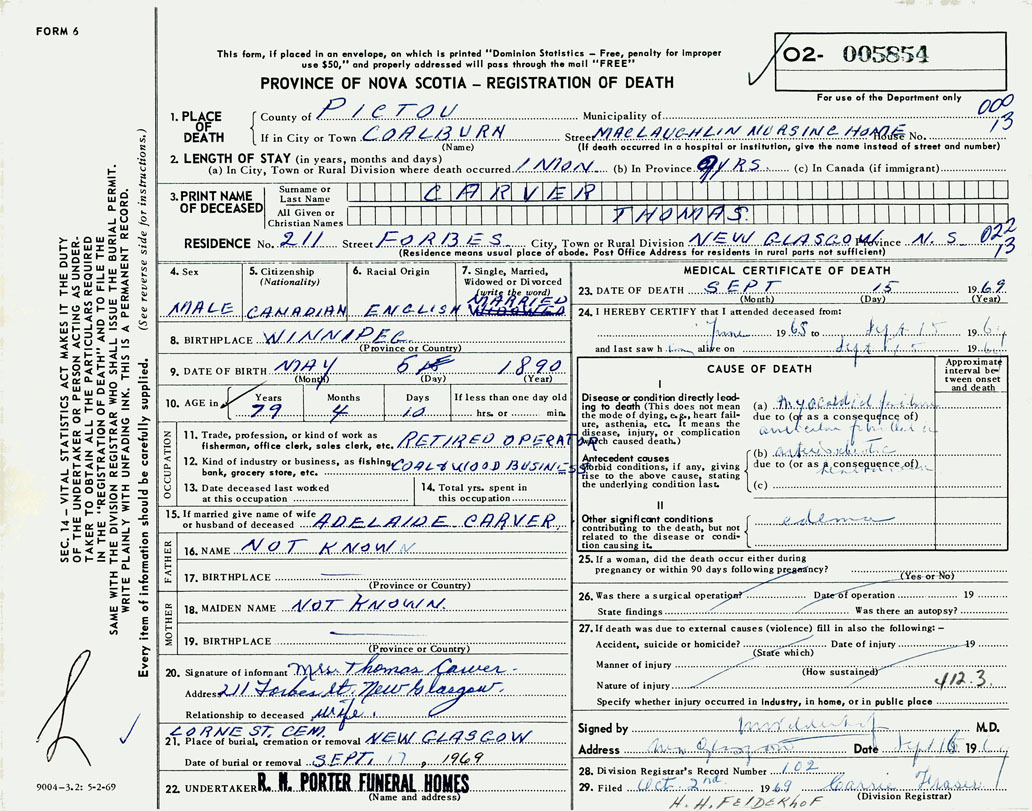 FORM 6
This form, if placed in an envelope, on which is printed "Dominion Statistics – Free, penalty for improper
use $50," and properly addressed will pass through the mail "FREE"
PROVINCE OF NOVA SCOTIA – REGISTRATION OF DEATH
O2- 005854
For use of the Department only
1. PLACE OF DEATH
County of PICTOU Municipality of 000
If in City or Town COALBURN Street MACLAUGHLIN NURSING HOME House No. 13
(Name) (If death occurred in a hospital or institution, give the name instead of street and number)
2. LENGTH OF STAY (in years, months and days)
(a) In City, Town or Rural Division where death occurred 1 MON. (b) In Province 9 YRS. (c) In Canada (if immigrant)
3. PRINT NAME OF DECEASED
Surname or Last Name CARVER
All Given or Christian Names THOMAS
RESIDENCE No. 211 Street FORBES City, Town or Rural Division NEW GLASGOW Province N. S. 022
13
(Residence means usual place of abode. Post Office Address for residents in rural parts not sufficient)
4. Sex
MALE
5. Citizenship (Nationality)
CANADIAN
6. Racial Origin
ENGLISH
7. Single, Married, Widowed or Divorced (write the word)
MARRIED
WIDOWED
8. BIRTHPLACE WINNIPEG
(Province or Country)
9. DATE OF BIRTH MAY 5 1890
(Month) (Day) (Year)
10. AGE in Years Months Days If less than one day old
79 4 10 hrs. or min.
OCCUPATION
11. Trade, profession, or kind of work as
fisherman, office clerk, sales clerk, etc. RETIRED OPERATOR
12. Kind of industry or business, as fishing,
bank, grocery store, etc. COAL & WOOD BUSINESS
13. Date deceased last worked
at this occupation
14. Total yrs. spent in
this occupation
15. If married give name of wife
or husband of deceased ADELAIDE CARVER
FATHER
16. NAME NOT KNOWN
17. BIRTHPLACE
(Province or Country)
MOTHER
18. MAIDEN NAME NOT KNOWN.
19. BIRTHPLACE
(Province or Country)
20. Signature of informant Mrs. Thomas Carver
Address 211 Forbes St. New Glasgow.
Relationship to deceased wife.
LORNE ST. CEM.
21. Place of burial, cremation or removal NEW GLASGOW
Date of burial or removal SEPT. 17, 1969
22. UNDERTAKER R. H. PORTER FUNERAL HOMES
(Name and address)
MEDICAL CERTIFICATE OF DEATH
23. DATE OF DEATH SEPT 15 1969
(Month) (Day) (Year)
24. I HEREBY CERTIFY that I attended deceased from:
June 1965 to Sept. 15 196
and last saw him alive on Sept. 15 196
CAUSE OF DEATH
Approximate interval between onset and death
I
Disease or condition directly leading to death (This does not
the mode of dying, e.g., heart failure, asthenia, etc. It means the
disease, injury, or complication
which caused death.)
(a) myocardial failure
due to (or as a consequence of)
Antecedent causes
Morbid conditions, if any, giving
rise to the above cause, stating
the underlying condition last.
(b)
due to (or as a consequence of)
(c)
II
Other significant conditions
contributing to the death, but not
related to the disease or condition causing it.
edema
25. If a woman, did the death occur either during
pregnancy or within 90 days following pregnancy?
(Yes or No)
26. Was there a surgical operation? Date of operation 19
State findings Was there an autopsy?
27. If death was due to external causes (violence) fill in also the following: –
Accident, suicide or homicide? Date of injury 19
(State which)
Manner of injury
(How sustained)
Nature of injury 412.3.
Specify whether injury occurred in Industry, in home, or in public place
Signed by M.D.
Address New Glasgow Date Sept 16 196
28. Division Registrar's Record Number 102
29. Filed Oct. 2nd 1969 Carrie Fraser
(Division Registrar)
H. H. FELDERHOF
SEC. 14 – VITAL STATISTICS ACT MAKES IT THE DUTY
OF THE UNDERTAKER OR PERSON ACTING AS UNDER-
TAKER TO OBTAIN ALL THE PARTICULARS REQUIRED
IN THE "REGISTRATION OF DEATH" AND TO FILE THE
SAME WITH THE DIVISION REGISTRAR WHO SHALL ISSUE THE BURIAL PERMIT.
WRITE PLAINLY WITH UNFADING INK. THIS IS A PERMANENT RECORD.
Every item of information should be carefully supplied. (See reverse side for instructions.)
9004–3.2: 5-2-69